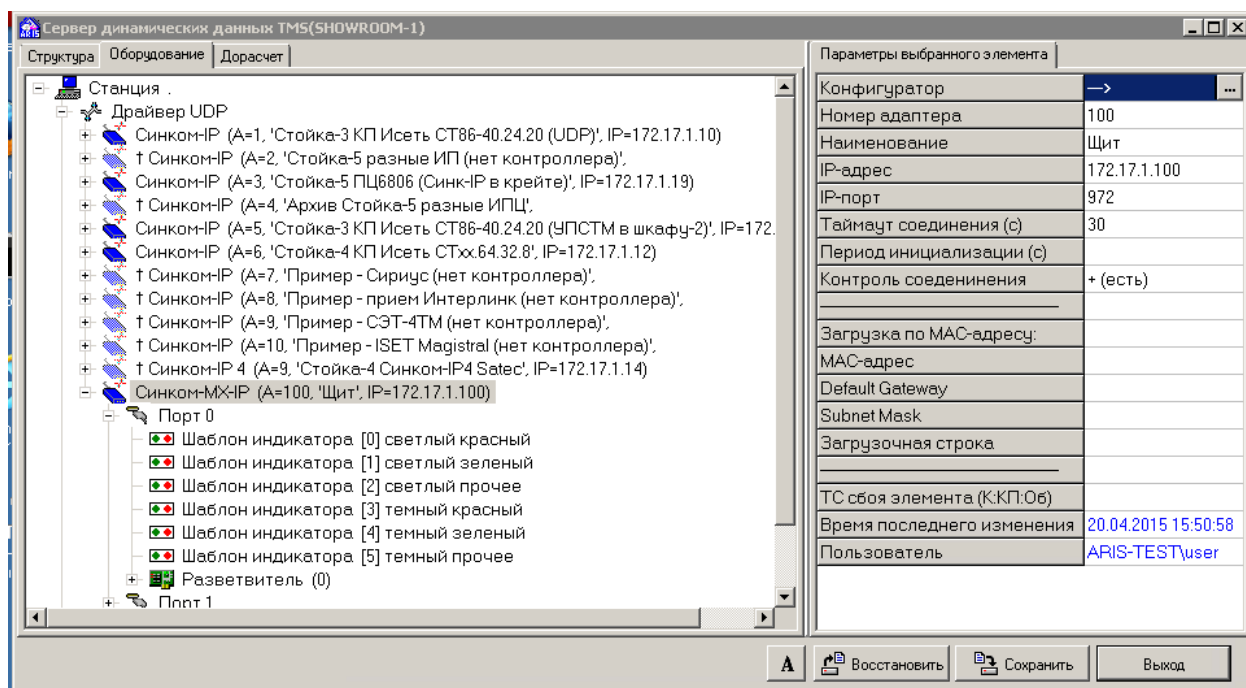 Сервер динамических данных TMS(SHOWROOM-1)
Структура Оборудование Дорасчет
Станция .
Драйвер UDP
Синком-IP (A=1, 'Стойка-3 КП Исеть СТ86-40.24.20 (UDP)', IP=172.17.1.10)
† Синком-IP (A=2, 'Стойка-5 разные ИП (нет контроллера)',
Синком-IP (A=3, 'Стойка-5 ПЦ6806 (Синк-IP в крейте)', IP=172.17.1.19)
† Синком-IP (A=4, 'Архив Стойка-5 разные ИПЦ',
Синком-IP (A=5, 'Стойка-3 КП Исеть СТ86-40.24.20 (УПСТМ в шкафу-2)', IP=172.
Синком-IP (A=6, 'Стойка-4 КП Исеть СТхх.64.32.8', IP=172.17.1.12)
† Синком-IP (A=7, 'Пример - Сириус (нет контроллера)',
† Синком-IP (A=8, 'Пример - прием Интерлинк (нет контроллера)',
† Синком-IP (A=9, 'Пример - СЭТ-4ТМ (нет контроллера)',
† Синком-IP (A=10, 'Пример - ISET Magistral (нет контроллера)',
† Синком-IP 4 (A=9, 'Стойка-4 Синком-IP4 Satec', IP=172.17.1.14)
Синком-MX-IP (A=100, 'Щит', IP=172.17.1.100)
Порт 0
Шаблон индикатора [0] светлый красный
Шаблон индикатора [1] светлый зеленый
Шаблон индикатора [2] светлый прочее
Шаблон индикатора [3] темный красный
Шаблон индикатора [4] темный зеленый
Шаблон индикатора [5] темный прочее
Разветвитель (0)
Порт 1
Параметры выбранного элемента
Конфигуратор —> ...
Номер адаптера 100
Наименование Щит
IP-адрес 172.17.1.100
IP-порт 972
Таймаут соединения (с) 30
Период инициализации (с)
Контроль соеденинения + (есть)
Загрузка по MAC-адресу:
MAC-адрес
Default Gateway
Subnet Mask
Загрузочная строка
ТС сбоя элемента (К:КП:Об)
Время последнего изменения 20.04.2015 15:50:58
Пользователь ARIS-TEST\user
A Восстановить Сохранить Выход